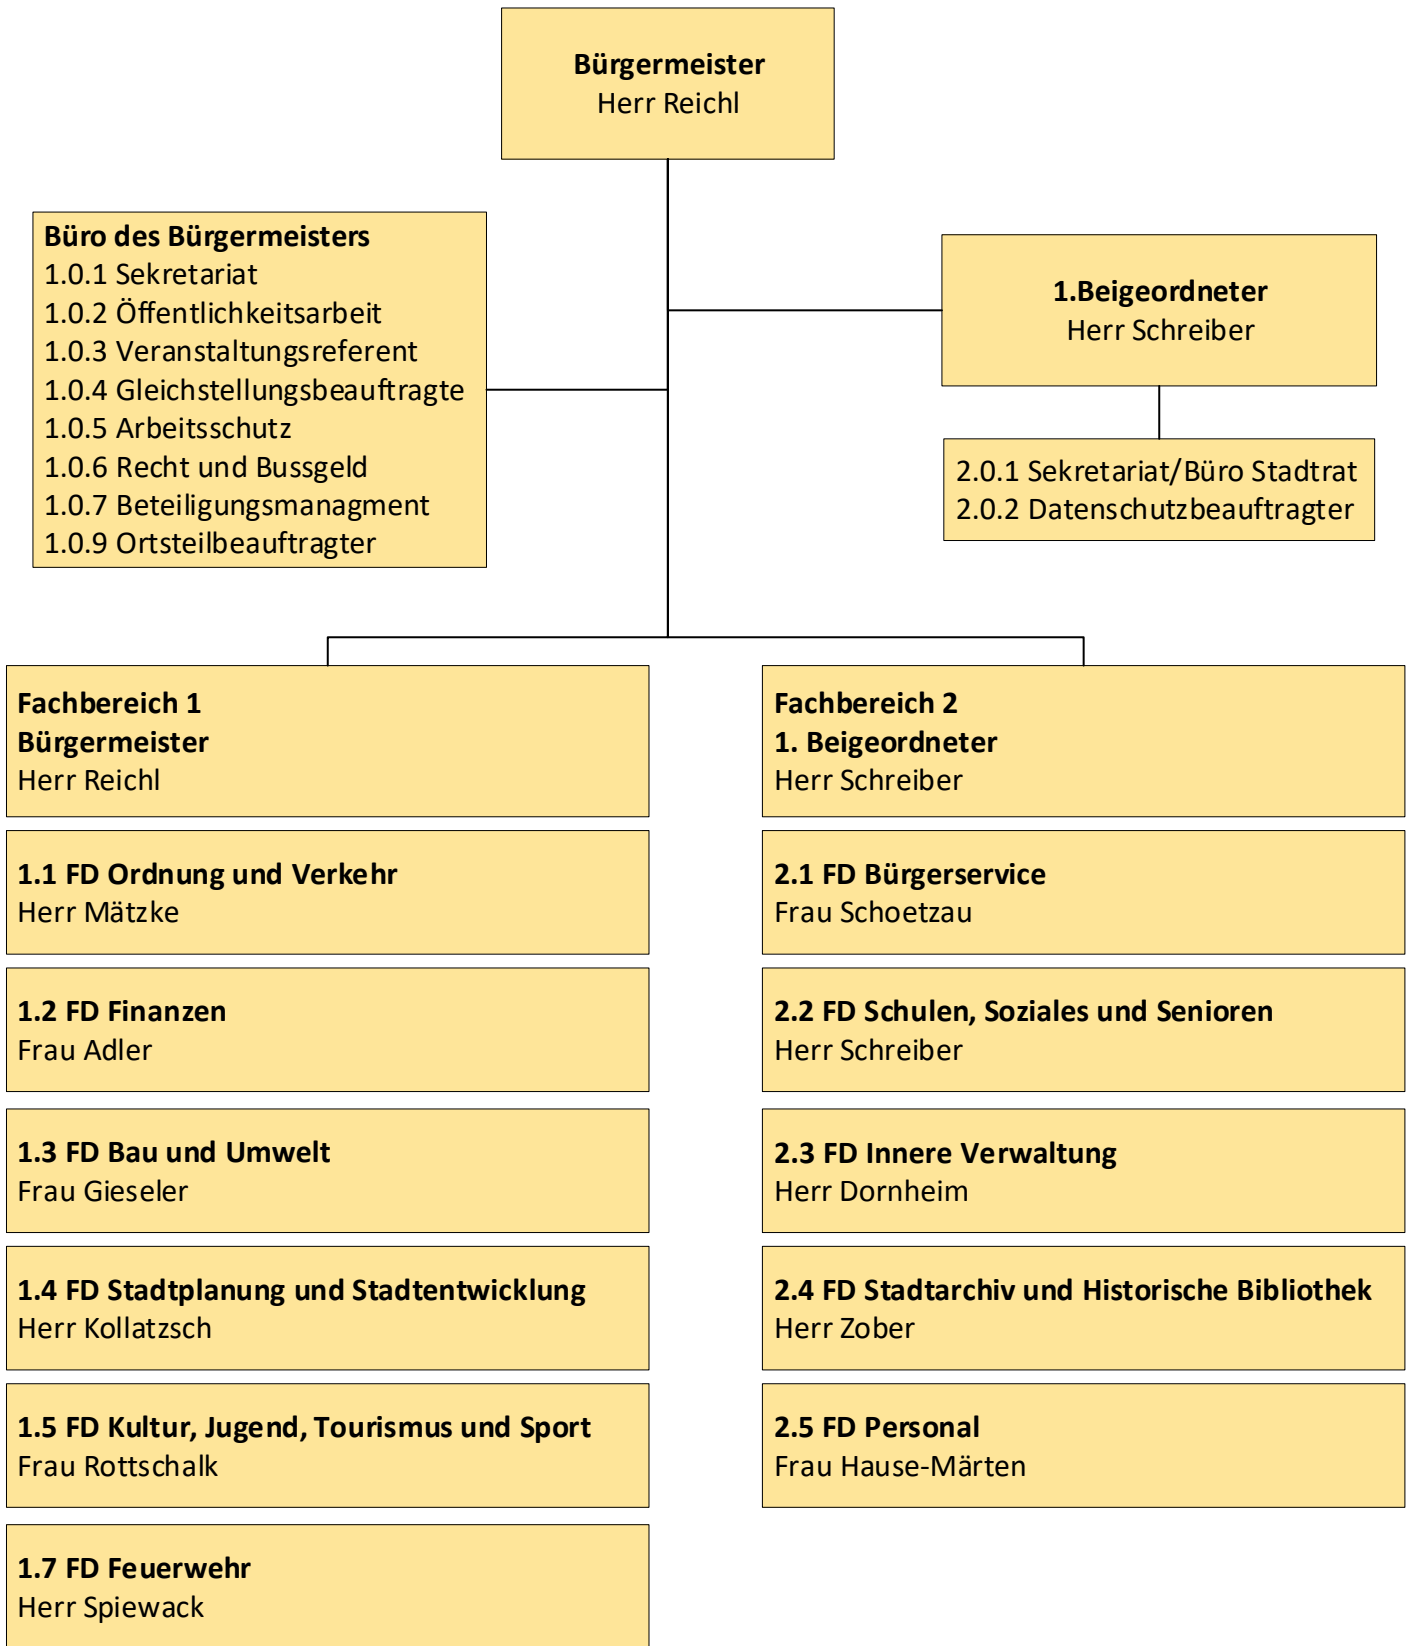 Bürgermeister
Herr Reichl
Büro des Bürgermeisters
1.0.1 Sekretariat
1.0.2 Öffentlichkeitsarbeit
1.0.3 Veranstaltungsreferent
1.0.4 Gleichstellungsbeauftragte
1.0.5 Arbeitsschutz
1.0.6 Recht und Bussgeld
1.0.7 Beteiligungsmanagment
1.0.9 Ortsteilbeauftragter
1.Beigeordneter
Herr Schreiber
2.0.1 Sekretariat/Büro Stadtrat
2.0.2 Datenschutzbeauftragter
Fachbereich 1
Bürgermeister
Herr Reichl
1.1 FD Ordnung und Verkehr
Herr Mätzke
1.2 FD Finanzen
Frau Adler
1.3 FD Bau und Umwelt
Frau Gieseler
1.4 FD Stadtplanung und Stadtentwicklung
Herr Kollatzsch
1.5 FD Kultur, Jugend, Tourismus und Sport
Frau Rottschalk
1.7 FD Feuerwehr
Herr Spiewack
Fachbereich 2
1. Beigeordneter
Herr Schreiber
2.1 FD Bürgerservice
Frau Schoetzau
2.2 FD Schulen, Soziales und Senioren
Herr Schreiber
2.3 FD Innere Verwaltung
Herr Dornheim
2.4 FD Stadtarchiv und Historische Bibliothek
Herr Zober
2.5 FD Personal
Frau Hause-Märten